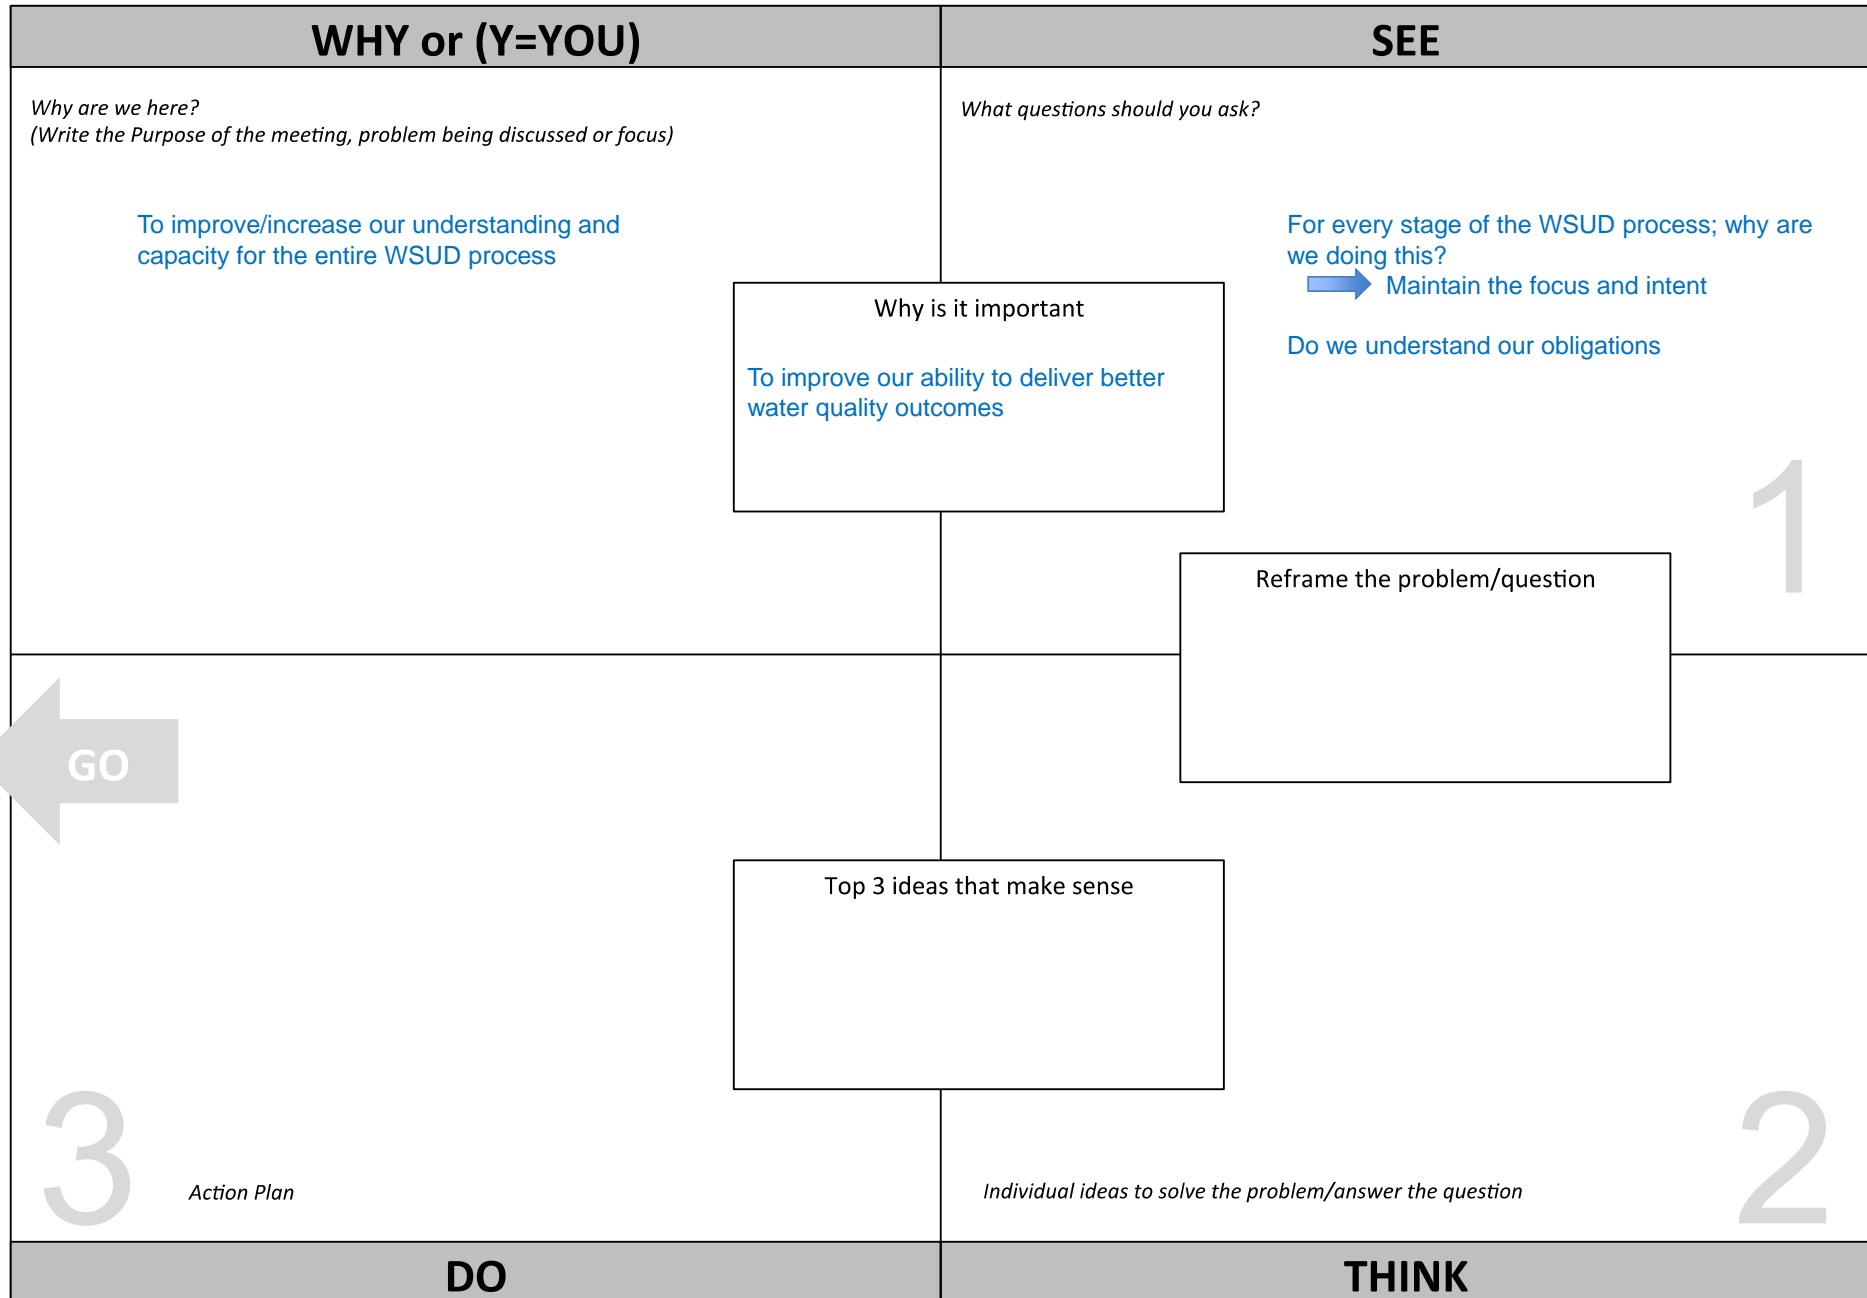 WHY or (Y=YOU)
SEE
Why are we here?
(Write the Purpose of the meeting, problem being discussed or focus)
To improve/increase our understanding and
capacity for the entire WSUD process
What questions should you ask?
For every stage of the WSUD process; why are
we doing this?
Maintain the focus and intent
Do we understand our obligations
Why is it important
To improve our ability to deliver better
water quality outcomes
1
Reframe the problem/question
GO
Top 3 ideas that make sense
3
Action Plan
Individual ideas to solve the problem/answer the question
2
DO
THINK